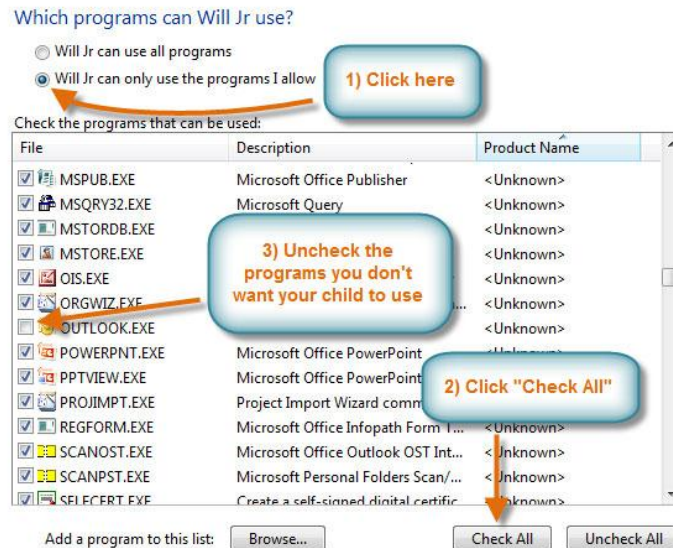 Which programs can Will Jr use?
Will Jr can use all programs
Will Jr can only use the programs I allow
1) Click here
Check the programs that can be used:
File Description Product Name
MSPUB.EXE Microsoft Office Publisher <Unknown>
MSQRY32.EXE Microsoft Query <Unknown>
MSTORDB.EXE <Unknown>
MSTORE.EXE <Unknown>
OIS.EXE <Unknown>
ORGWIZ.EXE <Unknown>
OUTLOOK.EXE <Unknown>
3) Uncheck the
programs you don't
want your child to use
POWERPNT.EXE Microsoft Office PowerPoint <Unknown>
PPTVIEW.EXE Microsoft Office PowerPoint
PROJIMPT.EXE Project Import Wizard comm
2) Click "Check All"
REGFORM.EXE Microsoft Office Infopath Form T... <Unknown>
SCANOST.EXE Microsoft Office Outlook OST Int... <Unknown>
SCANPST.EXE Microsoft Personal Folders Scan/... <Unknown>
SELFCERT.EXE Create a self-signed digital certific... <Unknown>
Add a program to this list: Browse... Check All Uncheck All